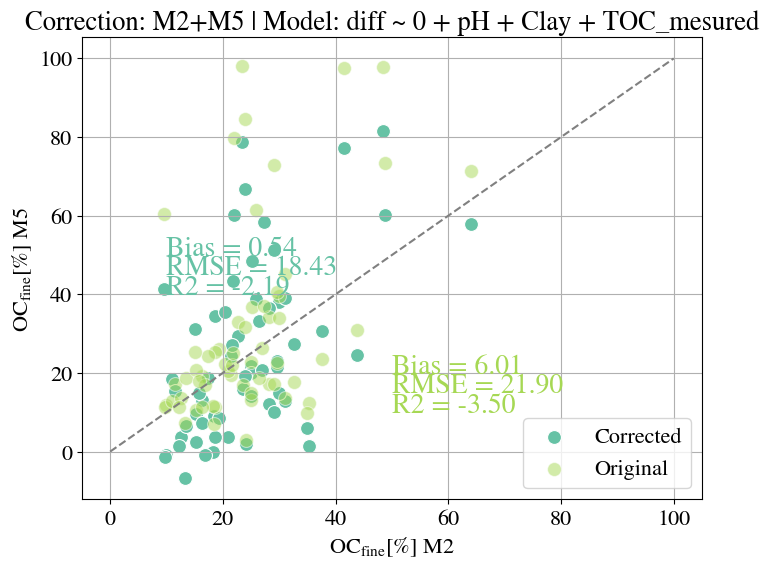 Correction: M2+M5 | Model: diff ~ 0 + pH + Clay + TOC_mesured
100
80
60
40
20
0
OCfine[%] M5
Bias = 0.54
RMSE = 18.43
R2 = -2.19
Bias = 6.01
RMSE = 21.90
R2 = -3.50
Corrected
Original
0 20 40 60 80 100
OCfine[%] M2